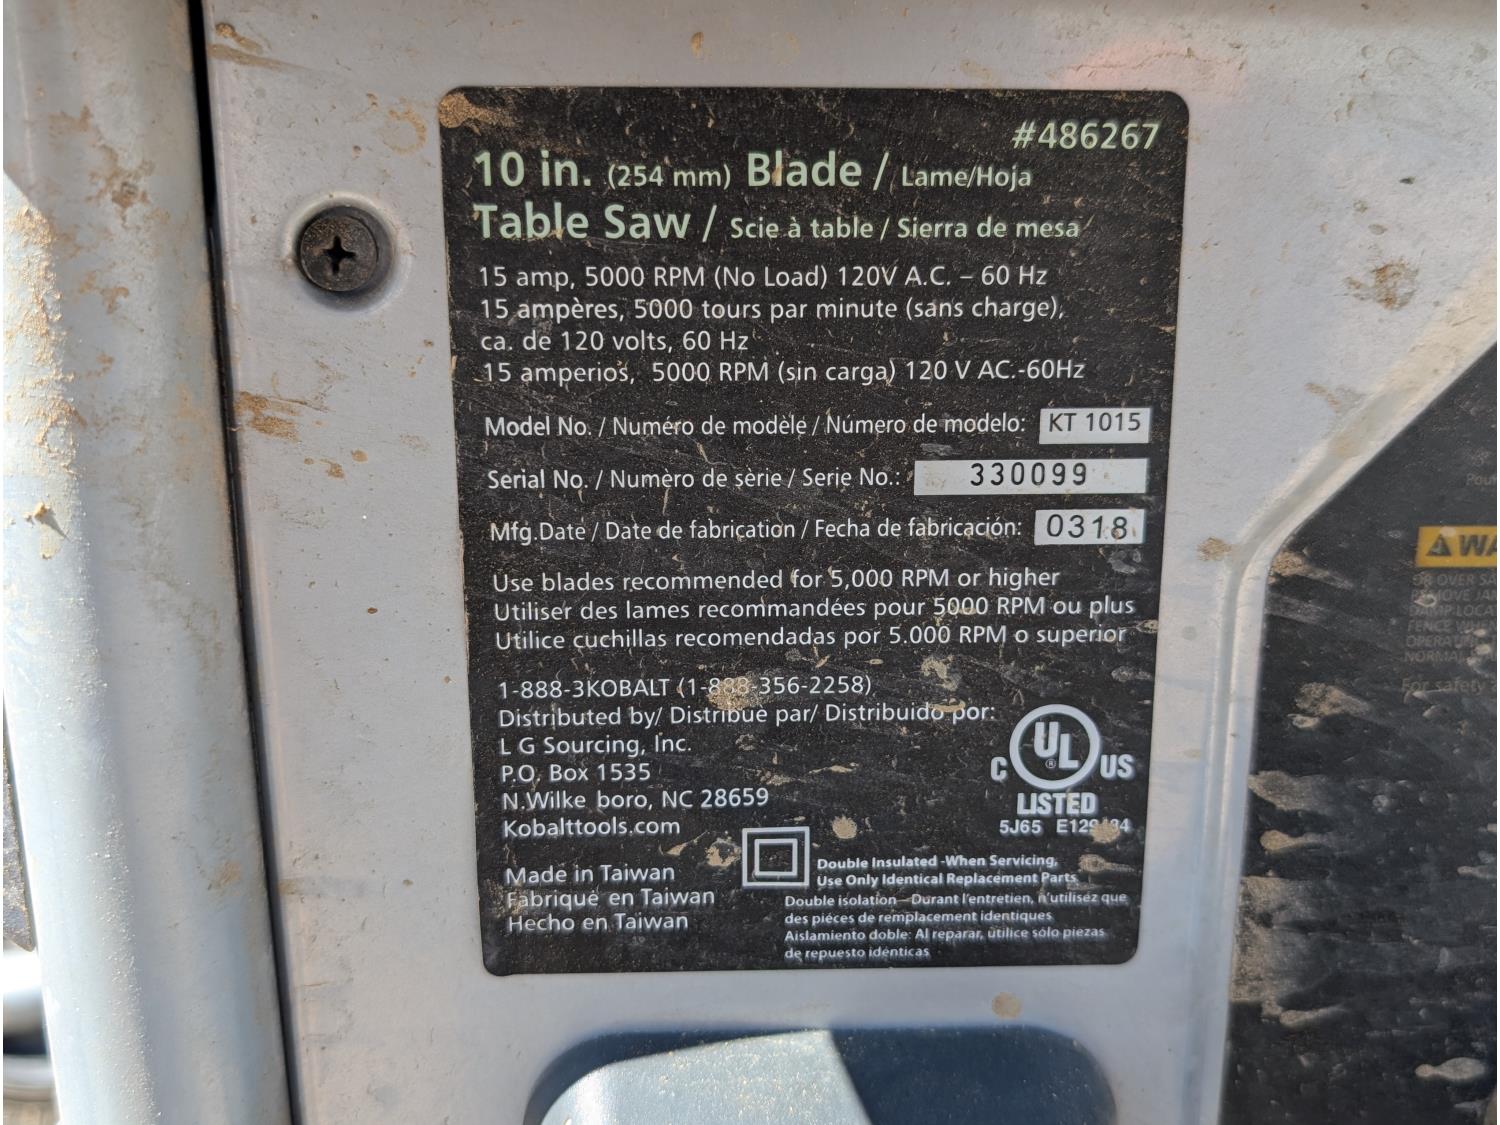 #486267
10 in. (254 mm) Blade / Lame/Hoja
Table Saw / Scie à table / Sierra de mesa
15 amp, 5000 RPM (No Load) 120V A.C. – 60 Hz
15 ampères, 5000 tours par minute (sans charge),
ca. de 120 volts, 60 Hz
15 amperios, 5000 RPM (sin carga) 120 V AC.-60Hz
Model No. / Numéro de modèle / Número de modelo: KT 1015
Serial No. / Numèro de sèrie / Serie No.: 330099
Mfg.Date / Date de fabrication / Fecha de fabricación: 0318
Use blades recommended for 5,000 RPM or higher
Utiliser des lames recommandées pour 5000 RPM ou plus
Utilice cuchillas recomendadas por 5.000 RPM o superior
1-888-3KOBALT (1-888-356-2258)
Distributed by/ Distribué par/ Distribuido por:
L G Sourcing, Inc.
P.O. Box 1535
N.Wilke boro, NC 28659
Kobalttools.com
C UL ® US
LISTED
5J65
Made in Taiwan
Fabriqué en Taiwan
Hecho en Taiwan
Double Insulated -When Servicing,
Use Only Identical Replacement Parts
Double isolation—Durant l'entretien, n'utilisez que
des piéces de remplacement identiques
Aislamiento doble: Al reparar, utilice sólo piezas
de repuesto idénticas
For safety